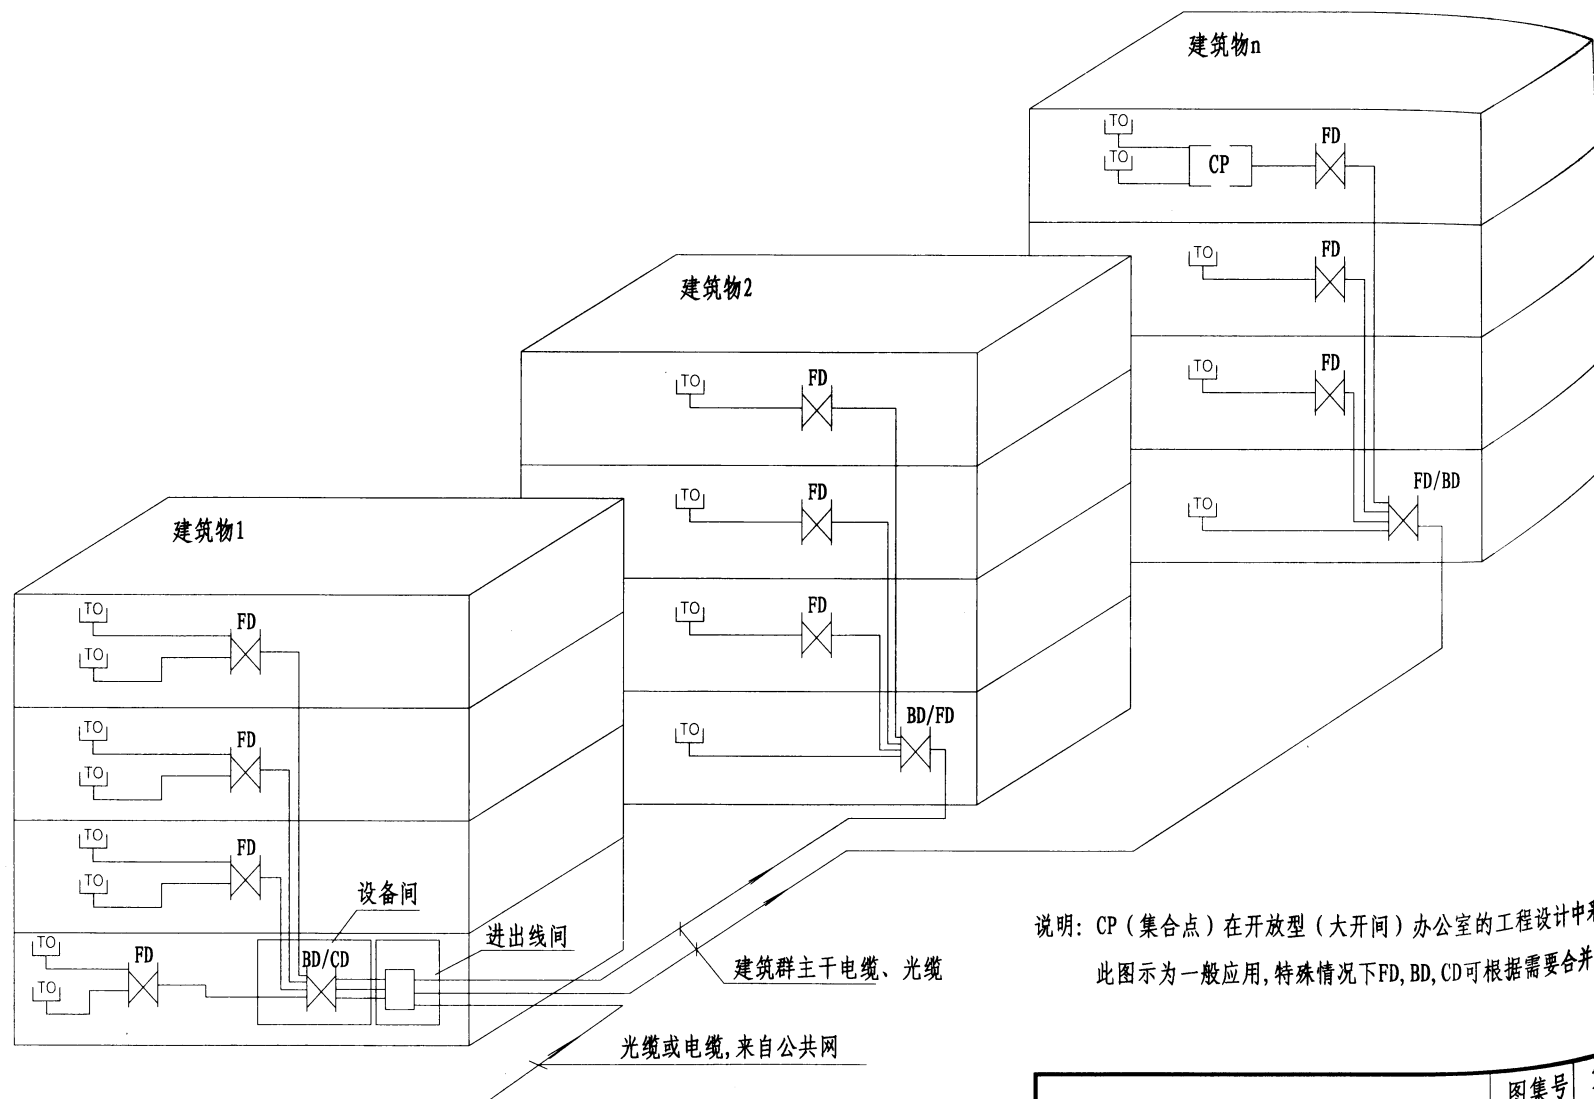 建筑物n
TO
FD
TO
CP
TO
FD
TO
FD
FD/BD
TO
建筑物2
TO
FD
TO
FD
TO
FD
BD/FD
TO
建筑物1
TO
FD
TO
TO
FD
TO
TO
FD
TO
设备间
进出线间
TO
FD
BD/CD
TO
建筑群主干电缆、光缆
光缆或电缆,来自公共网
说明: CP(集合点)在开放型(大开间)办公室的工程设计中采
此图示为一般应用,特殊情况下FD,BD,CD可根据需要合并
图集号